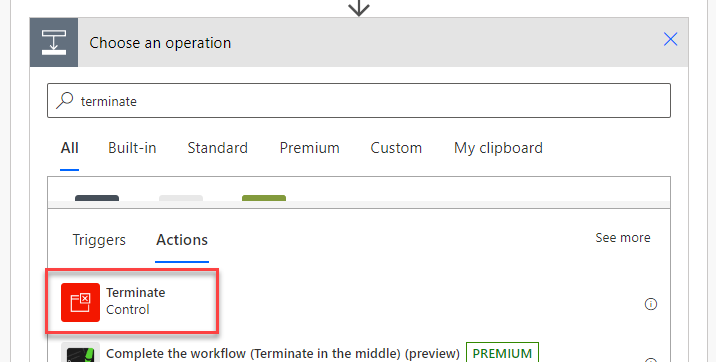 Choose an operation
terminate
All Built-in Standard Premium Custom My clipboard
Triggers Actions See more
Terminate
Control
Complete the workflow (Terminate in the middle) (preview) PREMIUM